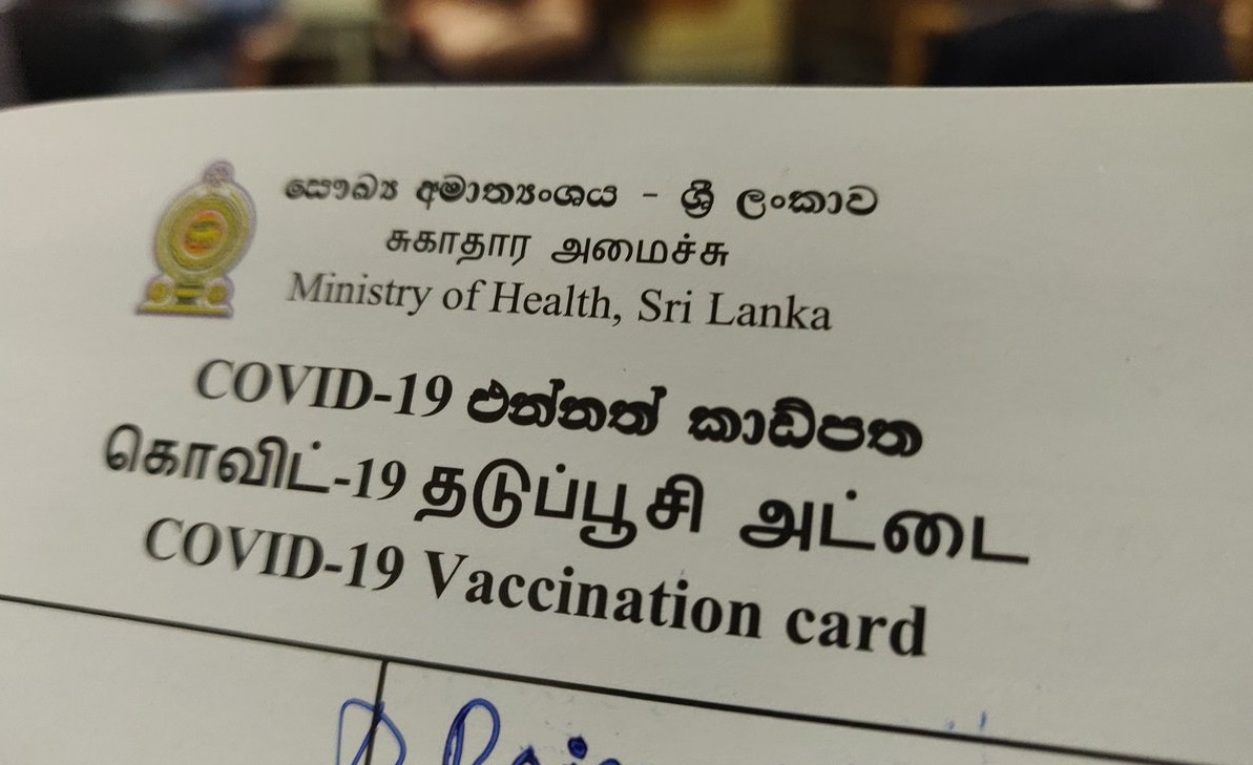 සෞඛ්‍ය අමාත්‍යංශය - ශ්‍රී ලංකාව
சுகாதார அமைச்சு
Ministry of Health, Sri Lanka
COVID-19 එන්නත් කාඩ්පත
கொவிட்-19 தடுப்பூசி அட்டை
COVID-19 Vaccination card